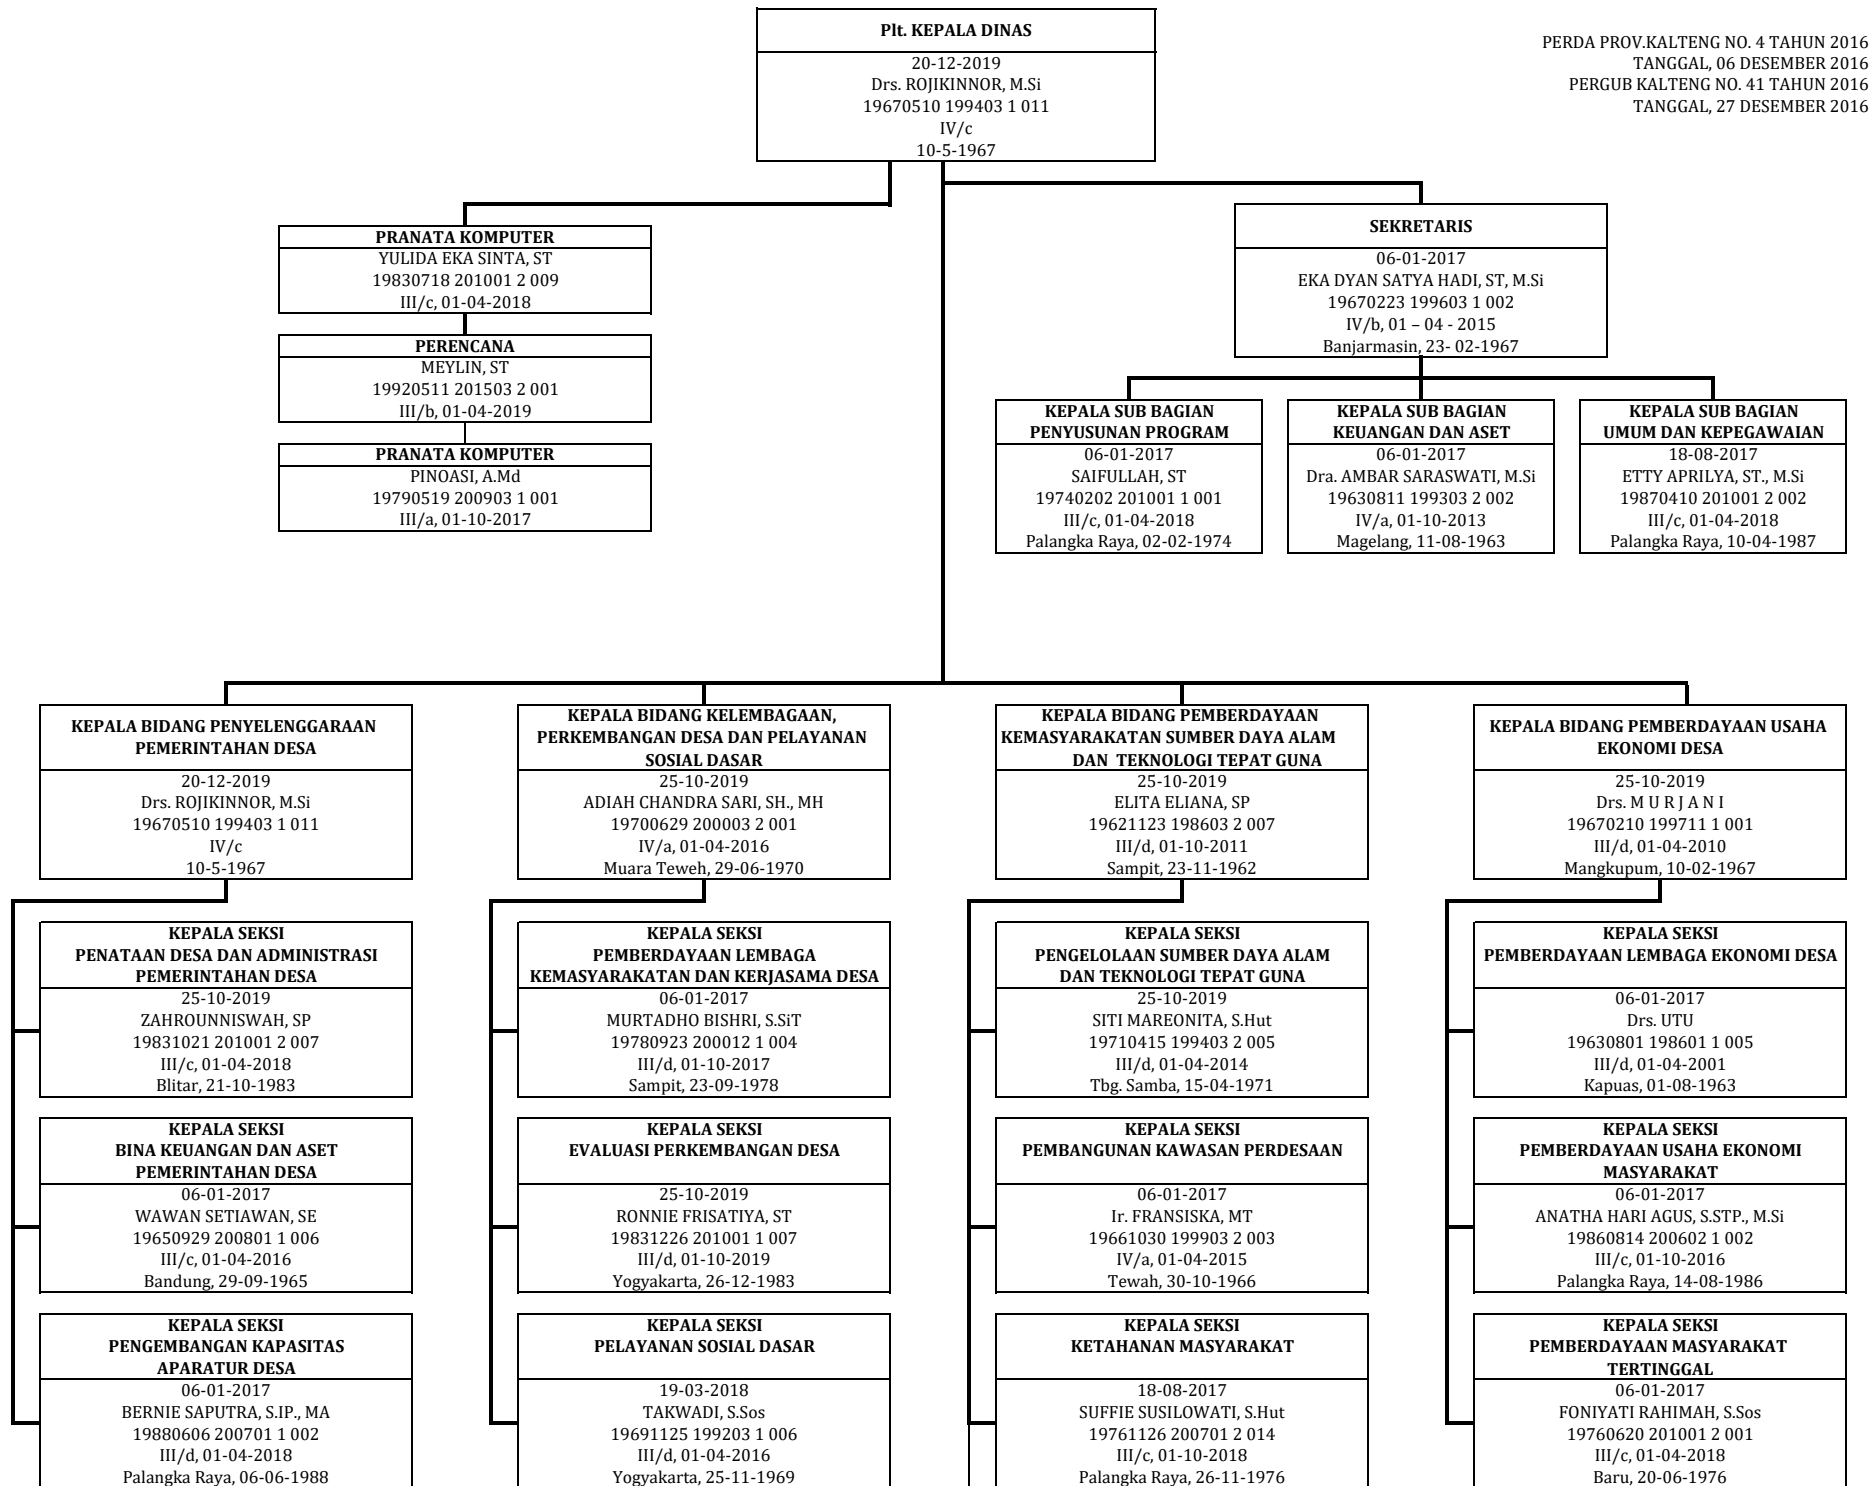 Plt. KEPALA DINAS
20-12-2019
Drs. ROJIKINNOR, M.Si
19670510 199403 1 011
IV/c
10-5-1967
PERDA PROV.KALTENG NO. 4 TAHUN 2016
TANGGAL, 06 DESEMBER 2016
PERGUB KALTENG NO. 41 TAHUN 2016
TANGGAL, 27 DESEMBER 2016
PRANATA KOMPUTER
YULIDA EKA SINTA, ST
19830718 201001 2 009
III/c, 01-04-2018
PERENCANA
MEYLIN, ST
19920511 201503 2 001
III/b, 01-04-2019
PRANATA KOMPUTER
PINOASI, A.Md
19790519 200903 1 001
III/a, 01-10-2017
SEKRETARIS
06-01-2017
EKA DYAN SATYA HADI, ST, M.Si
19670223 199603 1 002
IV/b, 01 – 04 - 2015
Banjarmasin, 23- 02-1967
KEPALA SUB BAGIAN
PENYUSUNAN PROGRAM
06-01-2017
SAIFULLAH, ST
19740202 201001 1 001
III/c, 01-04-2018
Palangka Raya, 02-02-1974
KEPALA SUB BAGIAN
KEUANGAN DAN ASET
06-01-2017
Dra. AMBAR SARASWATI, M.Si
19630811 199303 2 002
IV/a, 01-10-2013
Magelang, 11-08-1963
KEPALA SUB BAGIAN
UMUM DAN KEPEGAWAIAN
18-08-2017
ETTY APRILYA, ST., M.Si
19870410 201001 2 002
III/c, 01-04-2018
Palangka Raya, 10-04-1987
KEPALA BIDANG PENYELENGGARAAN
PEMERINTAHAN DESA
20-12-2019
Drs. ROJIKINNOR, M.Si
19670510 199403 1 011
IV/c
10-5-1967
KEPALA SEKSI
PENATAAN DESA DAN ADMINISTRASI
PEMERINTAHAN DESA
25-10-2019
ZAHROUNNISWAH, SP
19831021 201001 2 007
III/c, 01-04-2018
Blitar, 21-10-1983
KEPALA SEKSI
BINA KEUANGAN DAN ASET
PEMERINTAHAN DESA
06-01-2017
WAWAN SETIAWAN, SE
19650929 200801 1 006
III/c, 01-04-2016
Bandung, 29-09-1965
KEPALA SEKSI
PENGEMBANGAN KAPASITAS
APARATUR DESA
06-01-2017
BERNIE SAPUTRA, S.IP., MA
19880606 200701 1 002
III/d, 01-04-2018
Palangka Raya, 06-06-1988
KEPALA BIDANG KELEMBAGAAN,
PERKEMBANGAN DESA DAN PELAYANAN
SOSIAL DASAR
25-10-2019
ADIAH CHANDRA SARI, SH., MH
19700629 200003 2 001
IV/a, 01-04-2016
Muara Teweh, 29-06-1970
KEPALA SEKSI
PEMBERDAYAAN LEMBAGA
KEMASYARAKATAN DAN KERJASAMA DESA
06-01-2017
MURTADHO BISHRI, S.SiT
19780923 200012 1 004
III/d, 01-10-2017
Sampit, 23-09-1978
KEPALA SEKSI
EVALUASI PERKEMBANGAN DESA
25-10-2019
RONNIE FRISATIYA, ST
19831226 201001 1 007
III/d, 01-10-2019
Yogyakarta, 26-12-1983
KEPALA SEKSI
PELAYANAN SOSIAL DASAR
19-03-2018
TAKWADI, S.Sos
19691125 199203 1 006
III/d, 01-04-2016
Yogyakarta, 25-11-1969
KEPALA BIDANG PEMBERDAYAAN
KEMASYARAKATAN SUMBER DAYA ALAM
DAN TEKNOLOGI TEPAT GUNA
25-10-2019
ELITA ELIANA, SP
19621123 198603 2 007
III/d, 01-10-2011
Sampit, 23-11-1962
KEPALA SEKSI
PENGELOLAAN SUMBER DAYA ALAM
DAN TEKNOLOGI TEPAT GUNA
25-10-2019
SITI MAREONITA, S.Hut
19710415 199403 2 005
III/d, 01-04-2014
Tbg. Samba, 15-04-1971
KEPALA SEKSI
PEMBANGUNAN KAWASAN PERDESAAN
06-01-2017
Ir. FRANSISKA, MT
19661030 199903 2 003
IV/a, 01-04-2015
Tewah, 30-10-1966
KEPALA SEKSI
KETAHANAN MASYARAKAT
18-08-2017
SUFFIE SUSILOWATI, S.Hut
19761126 200701 2 014
III/c, 01-10-2018
Palangka Raya, 26-11-1976
KEPALA BIDANG PEMBERDAYAAN USAHA
EKONOMI DESA
25-10-2019
Drs. M U R J A N I
19670210 199711 1 001
III/d, 01-04-2010
Mangkupum, 10-02-1967
KEPALA SEKSI
PEMBERDAYAAN LEMBAGA EKONOMI DESA
06-01-2017
Drs. UTU
19630801 198601 1 005
III/d, 01-04-2001
Kapuas, 01-08-1963
KEPALA SEKSI
PEMBERDAYAAN USAHA EKONOMI
MASYARAKAT
06-01-2017
ANATHA HARI AGUS, S.STP., M.Si
19860814 200602 1 002
III/c, 01-10-2016
Palangka Raya, 14-08-1986
KEPALA SEKSI
PEMBERDAYAAN MASYARAKAT
TERTINGGAL
06-01-2017
FONIYATI RAHIMAH, S.Sos
19760620 201001 2 001
III/c, 01-04-2018
Baru, 20-06-1976